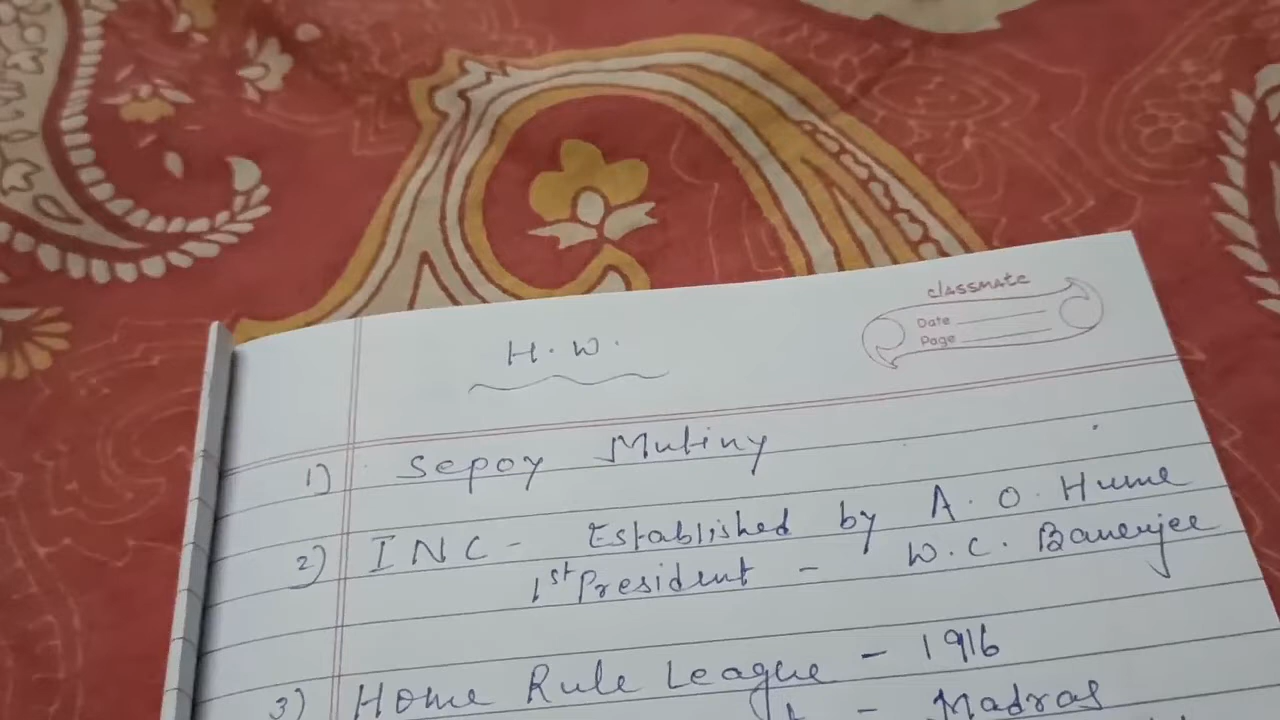 classmate
Date
Page
H.W.
1) Sepoy Mutiny
2) INC - Established by A.O. Hume
1st President - W.C. Banerjee
3) Home Rule League - 1916
- Madras